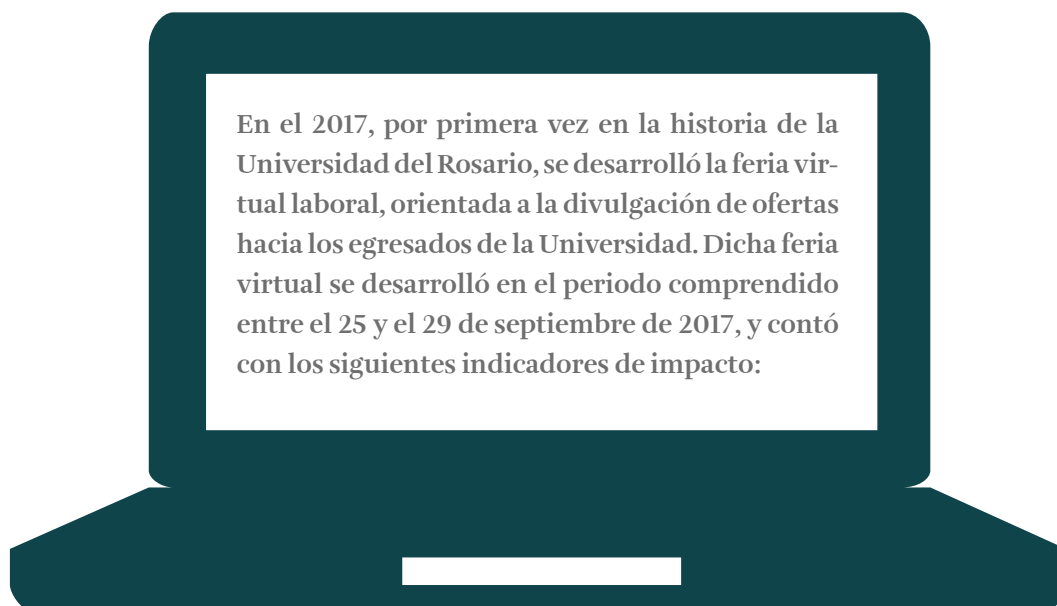 En el 2017, por primera vez en la historia de la
Universidad del Rosario, se desarrolló la feria vir-
tual laboral, orientada a la divulgación de ofertas
hacia los egresados de la Universidad. Dicha feria
virtual se desarrolló en el periodo comprendido
entre el 25 y el 29 de septiembre de 2017, y contó
con los siguientes indicadores de impacto: